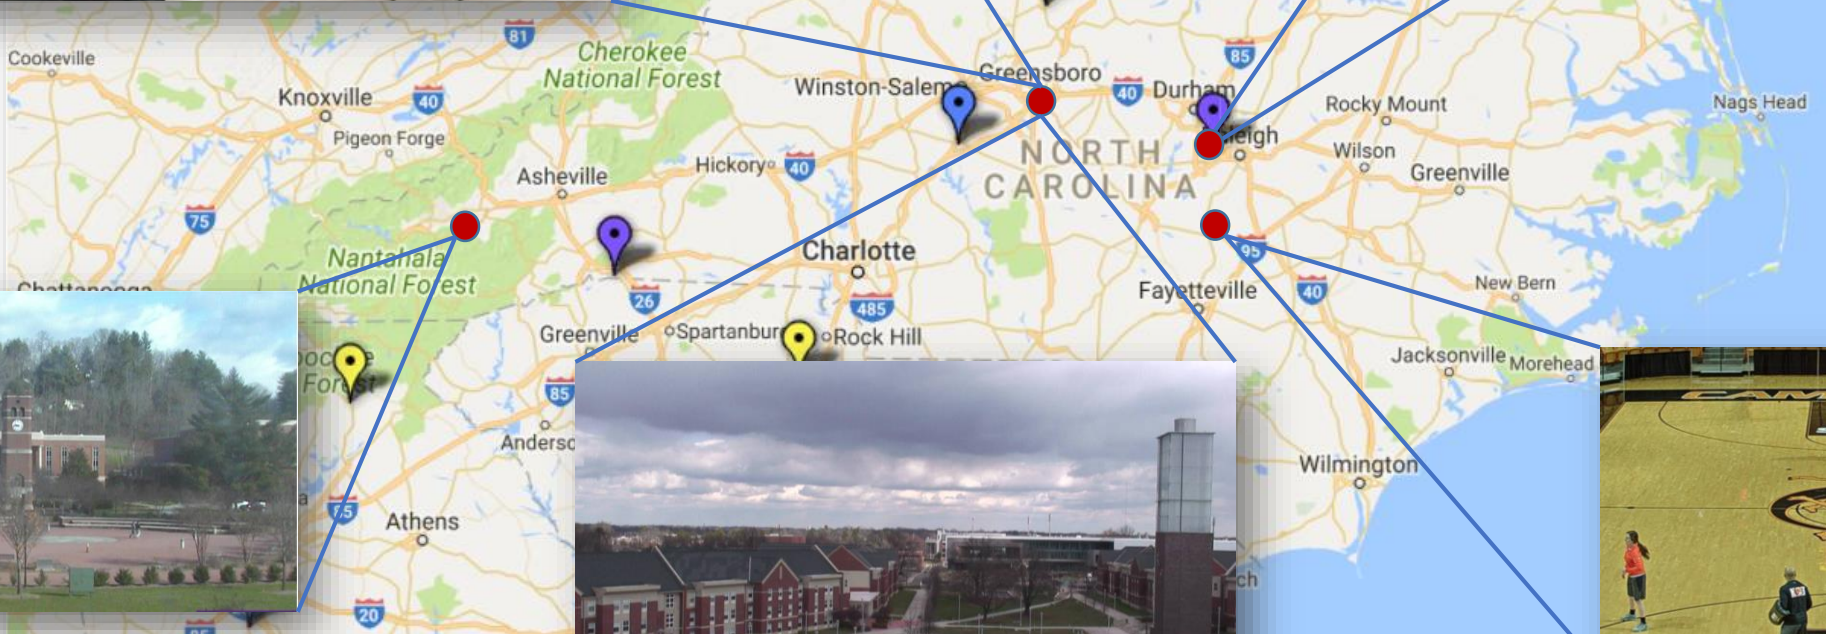 81
Cherokee
National Forest
85
Cookeville
Greensboro
Winston-Salem
40
Durham
Knoxville
40
Rocky Mount
Nags Head
Pigeon Forge
NORTH
CAROLINA
Wilson
Hickory
40
Asheville
Greenville
75
Nantahala
National Forest
Charlotte
95
Fayetteville
40
New Bern
26
485
Greenville
Spartanburg
Rock Hill
Jacksonville
Morehead
85
Wilmington
85
Athens
20